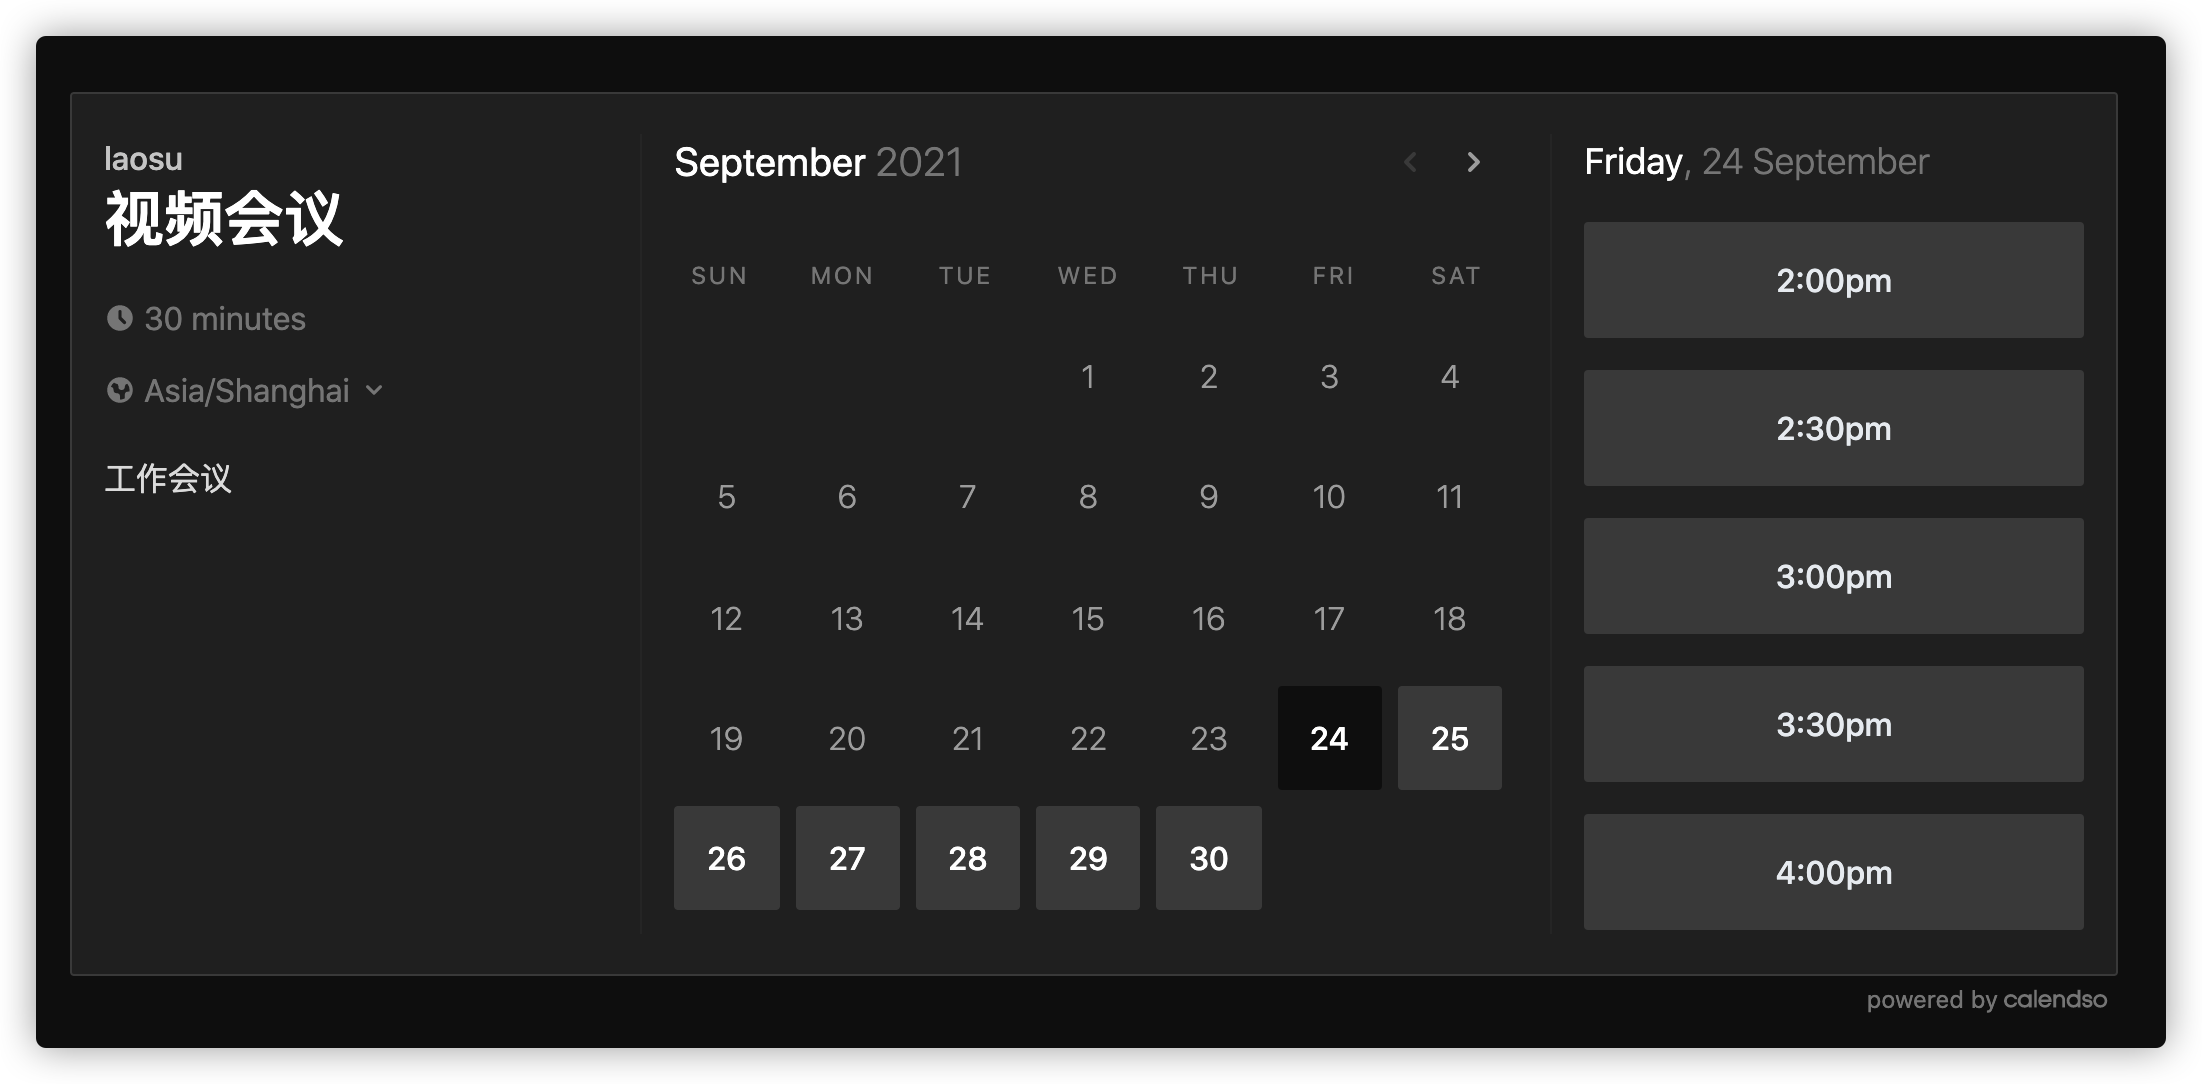 laosu
视频会议
30 minutes
Asia/Shanghai
工作会议
September 2021
SUN MON TUE WED THU FRI SAT
1 2 3 4
5 6 7 8 9 10 11
12 13 14 15 16 17 18
19 20 21 22 23 24 25
26 27 28 29 30
Friday, 24 September
2:00pm
2:30pm
3:00pm
3:30pm
4:00pm
powered by calendso